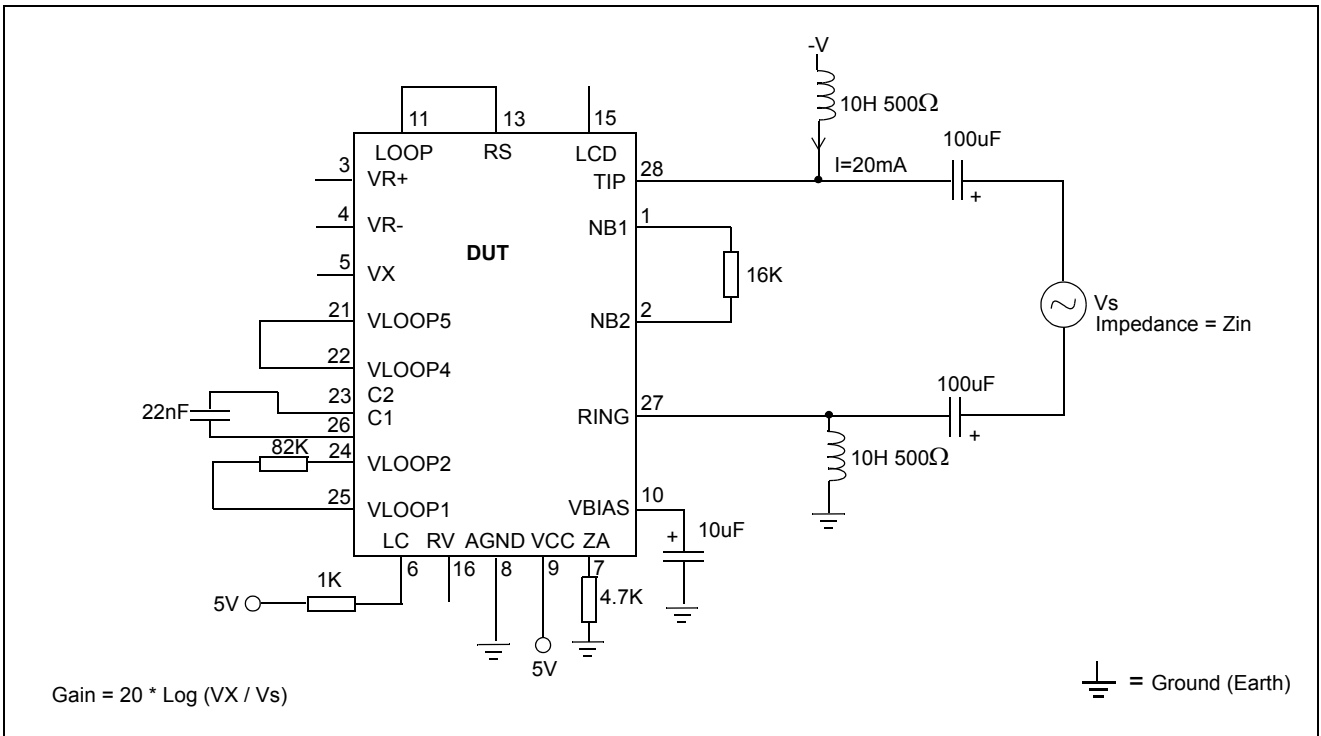 -V
10H 500Ω
100uF
I=20mA
11
13
15
LOOP
RS
LCD
3
VR+
TIP
28
4
VR-
NB1
1
DUT
5
VX
16K
21
VLOOP5
NB2
2
Vs
Impedance = Zin
22
VLOOP4
23
C2
22nF
C1
26
RING
27
100uF
82K
24
VLOOP2
10H 500Ω
25
VLOOP1
VBIAS
10
+
10uF
LC
RV
AGND
VCC
ZA
6
16
8
9
7
1K
5V
4.7K
5V
+
+
Gain = 20 * Log (VX / Vs)
= Ground (Earth)